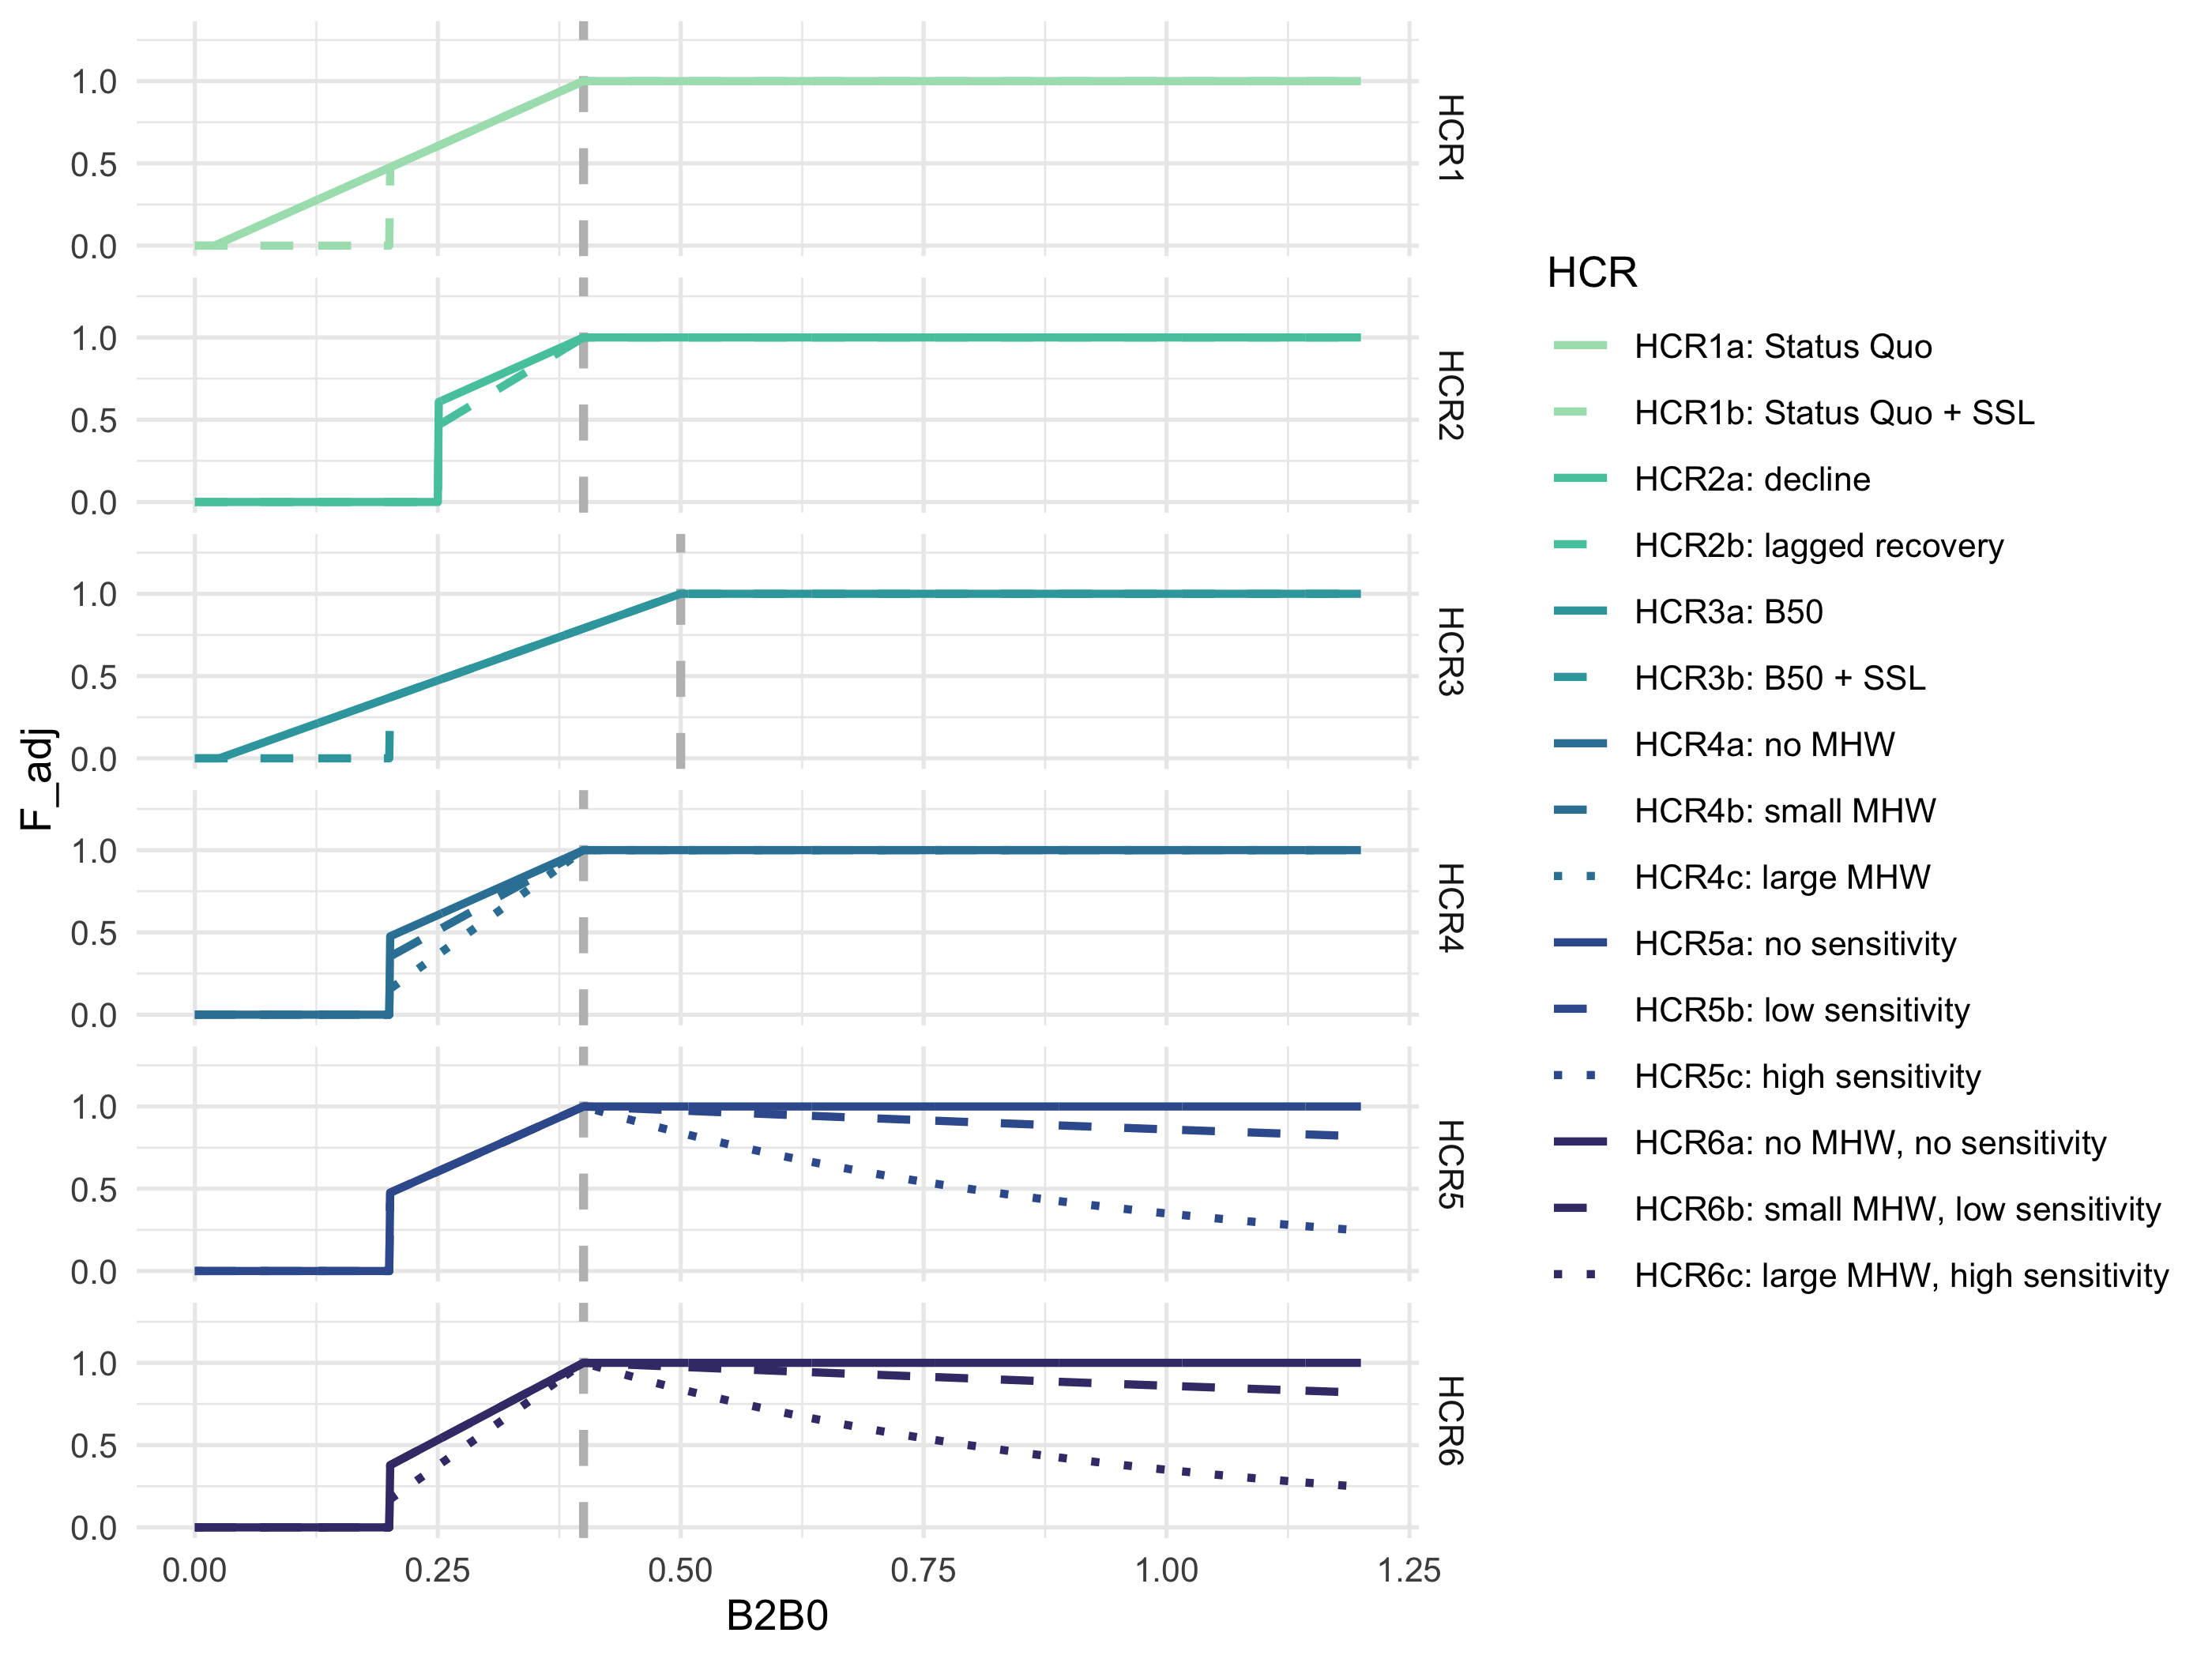 1.0
0.5
0.0
HCR1
1.0
0.5
0.0
HCR2
1.0
0.5
0.0
HCR3
1.0
0.5
0.0
HCR4
1.0
0.5
0.0
HCR5
1.0
0.5
0.0
HCR6
F_adj
0.00 0.25 0.50 0.75 1.00 1.25
B2B0
HCR
HCR1a: Status Quo
HCR1b: Status Quo + SSL
HCR2a: decline
HCR2b: lagged recovery
HCR3a: B50
HCR3b: B50 + SSL
HCR4a: no MHW
HCR4b: small MHW
HCR4c: large MHW
HCR5a: no sensitivity
HCR5b: low sensitivity
HCR5c: high sensitivity
HCR6a: no MHW, no sensitivity
HCR6b: small MHW, low sensitivity
HCR6c: large MHW, high sensitivity